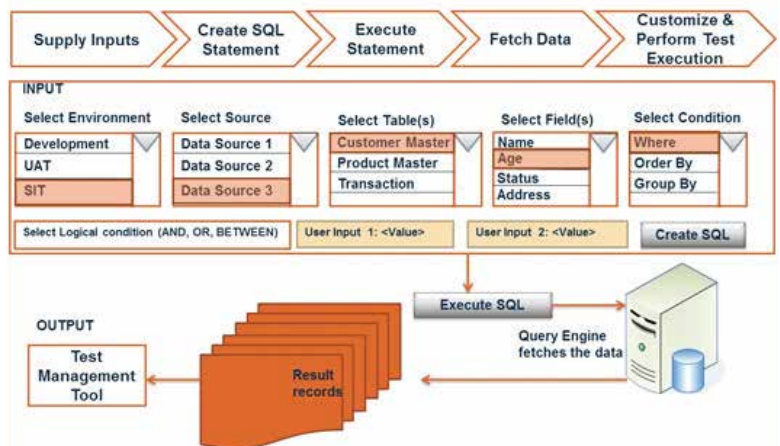 Supply Inputs
Create SQL
Statement
Execute
Statement
Fetch Data
Customize &
Perform Test
Execution
INPUT
Select Environment
Development
UAT
SIT
Select Source
Data Source 1
Data Source 2
Data Source 3
Select Table(s)
Customer Master
Product Master
Transaction
Select Field(s)
Name
Age
Status
Address
Select Condition
Where
Order By
Group By
Select Logical condition (AND, OR, BETWEEN)
User Input 1: <Value>
User Input 2: <Value>
Create SQL
Execute SQL
Query Engine
fetches the data
OUTPUT
Test
Management
Tool
Result
records